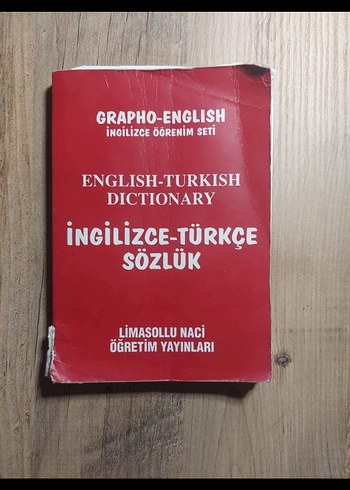 GRAPHO-ENGLISH
İNGİLİZCE ÖĞRENİM SETİ
ENGLISH-TURKISH
DICTIONARY
İNGİLİZCE-TÜRKÇE
SÖZLÜK
LİMASOLLU NACİ
ÖĞRETİM YAYINLARI